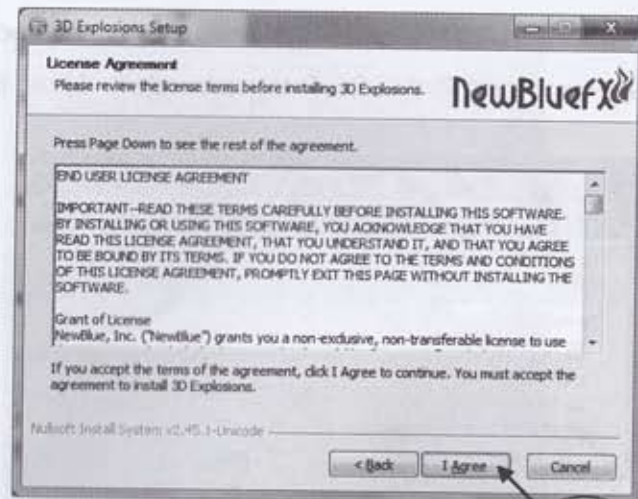 3D Explosions Setup
License Agreement
Please review the license terms before installing 3D Explosions.
NewBlueFX
Press Page Down to see the rest of the agreement.
END USER LICENSE AGREEMENT
IMPORTANT--READ THESE TERMS CAREFULLY BEFORE INSTALLING THIS SOFTWARE.
BY INSTALLING OR USING THIS SOFTWARE, YOU ACKNOWLEDGE THAT YOU HAVE
READ THIS LICENSE AGREEMENT, THAT YOU UNDERSTAND IT, AND THAT YOU AGREE
TO BE BOUND BY ITS TERMS. IF YOU DO NOT AGREE TO THE TERMS AND CONDITIONS
OF THIS LICENSE AGREEMENT, PROMPTLY EXIT THIS PAGE WITHOUT INSTALLING THE
SOFTWARE.
Grant of License
NewBlue, Inc. ("NewBlue") grants you a non-exclusive, non-transferable license to use
If you accept the terms of the agreement, click I Agree to continue. You must accept the
agreement to install 3D Explosions.
Nullsoft Install System v2.45.1-Unicode
< Back I Agree Cancel